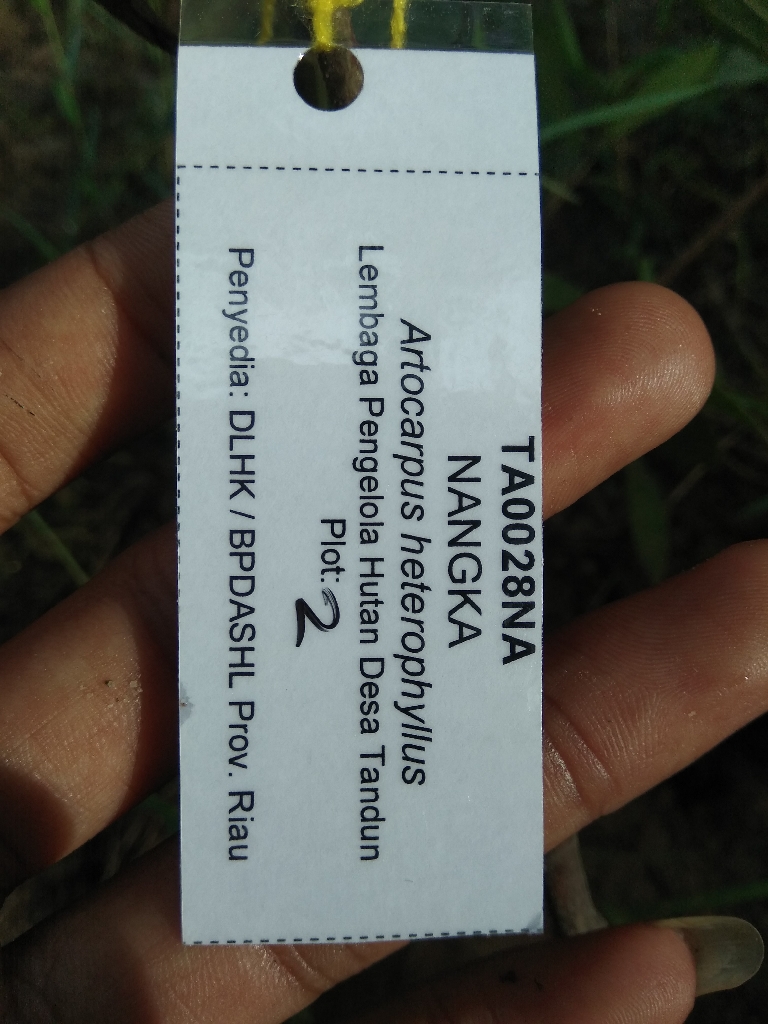 TA0028NA
NANGKA
Artocarpus heterophyllus
Lembaga Pengelola Hutan Desa Tandun
Plot: 2
Penyedia: DLHK / BPDASHL Prov. Riau